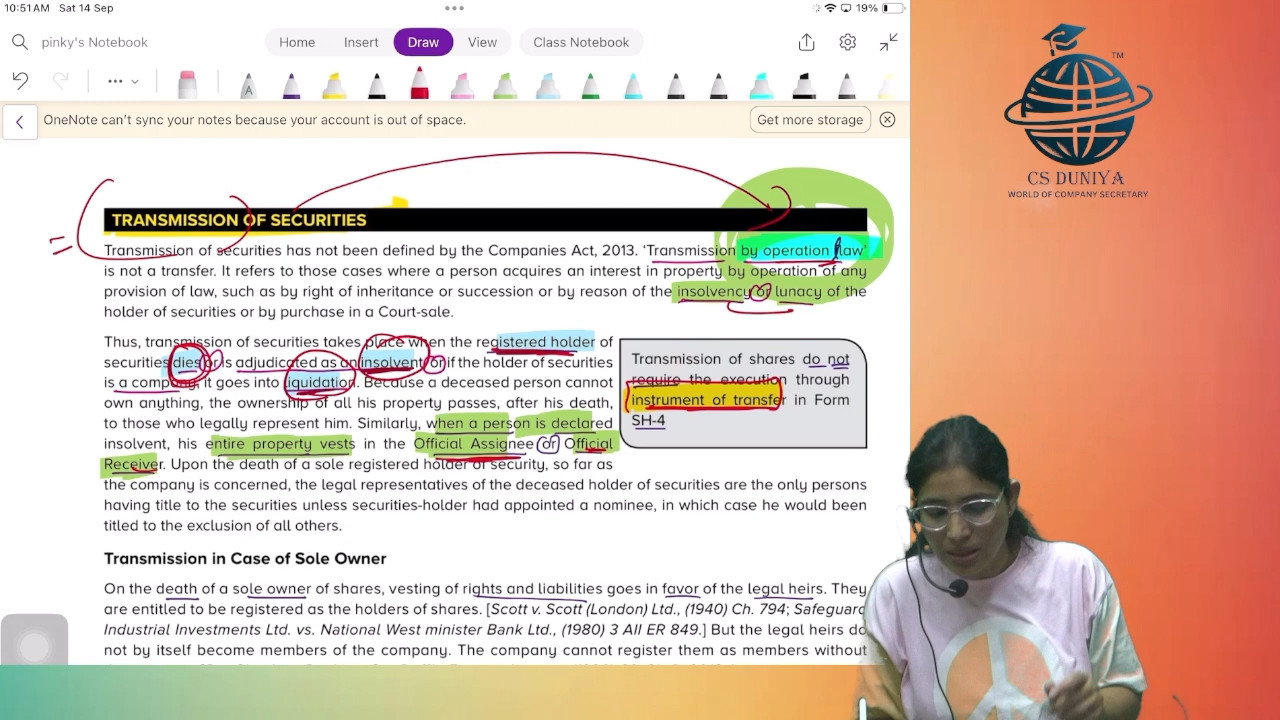 10:51AM Sat 14 Sep
19%
pinky's Notebook
Home Insert Draw View Class Notebook
A
OneNote can't sync your notes because your account is out of space.
Get more storage
TM
CS DUNIYA
WORLD OF COMPANY SECRETARY
TRANSMISSION OF SECURITIES
Transmission of securities has not been defined by the Companies Act, 2013. ‘Transmission by operation law’
is not a transfer. It refers to those cases where a person acquires an interest in property by operation of any
provision of law, such as by right of inheritance or succession or by reason of the insolvency or lunacy of the
holder of securities or by purchase in a Court-sale.
Thus, transmission of securities takes place when the registered holder of
securities dies or is adjudicated as on insolvent or if the holder of securities
is a company, it goes into liquidation. Because a deceased person cannot
own anything, the ownership of all his property passes, after his death,
to those who legally represent him. Similarly, when a person is declared
insolvent, his entire property vests in the Official Assignee or Official
Receiver. Upon the death of a sole registered holder of security, so far as
the company is concerned, the legal representatives of the deceased holder of securities are the only persons
having title to the securities unless securities-holder had appointed a nominee, in which case he would been
titled to the exclusion of all others.
Transmission of shares do not
require the execution through
instrument of transfer in Form
SH-4
Transmission in Case of Sole Owner
On the death of a sole owner of shares, vesting of rights and liabilities goes in favor of the legal heirs. They
are entitled to be registered as the holders of shares. [Scott v. Scott (London) Ltd., (1940) Ch. 794; Safeguard
Industrial Investments Ltd. vs. National West minister Bank Ltd., (1980) 3 All ER 849.] But the legal heirs do
not by itself become members of the company. The company cannot register them as members without